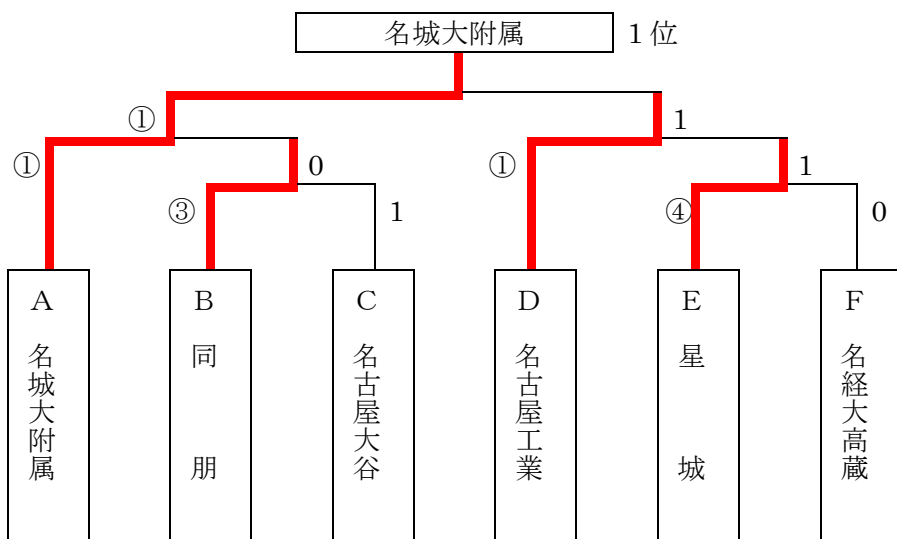 名城大附属 1位
① 1
① 0 ① 1
③ 1 ④ 0
A B C D E F
名城大附属
同朋
名古屋大谷
名古屋工業
星城
名経大高蔵